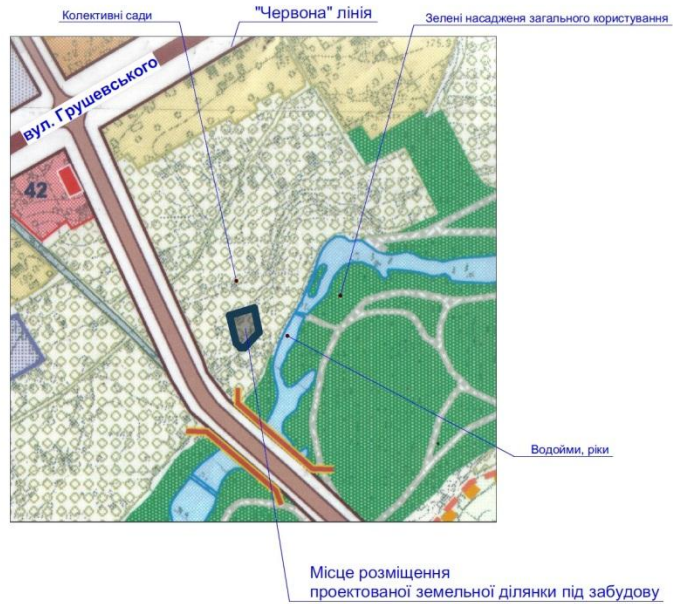 Колективні сади
"Червона" лінія
Зелені насадженя загального користування
вул. Грушевського
42
Водойми, ріки
Місце розміщення
проектованої земельної ділянки під забудову